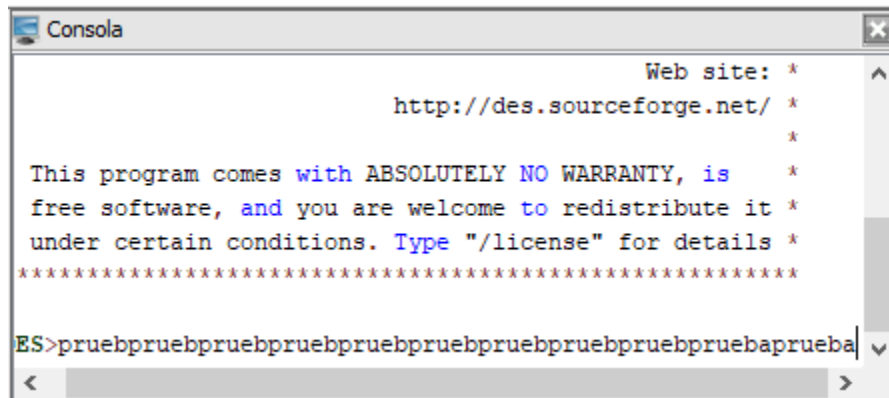 Consola
Web site: *
http://des.sourceforge.net/ *
*
This program comes with ABSOLUTELY NO WARRANTY, is *
free software, and you are welcome to redistribute it *
under certain conditions. Type "/license" for details *
********************************************************
ES>pruebpruebpruebpruebpruebpruebpruebpruebpruebpruebaprueba